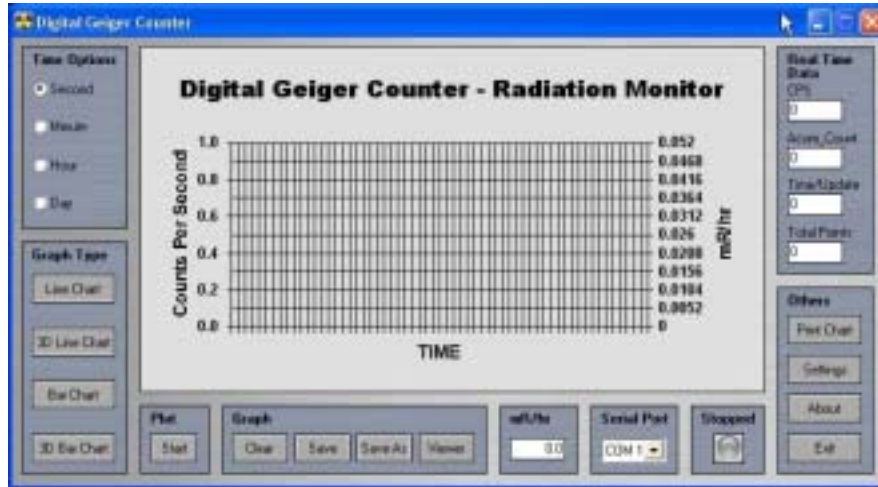 Digital Geiger Counter
Time Options
Second
Minute
Hour
Day
Graph Type
Line Chart
3D Line Chart
Bar Chart
3D Bar Chart
Digital Geiger Counter - Radiation Monitor
Counts Per Second
1.0
0.8
0.6
0.4
0.2
0.0
0.052
0.0468
0.0416
0.0364
0.0312
0.026
0.0208
0.0156
0.0104
0.0052
0
mR/hr
TIME
Plot
Start
Graph
Clear
Save
Save As
Viewer
mR/hr
0.0
Serial Port
COM 1
Stopped
Real Time
Data
CPS
0
Acum_Count
0
Time/Update
0
Total Points
0
Others
Print Chart
Settings
About
Exit